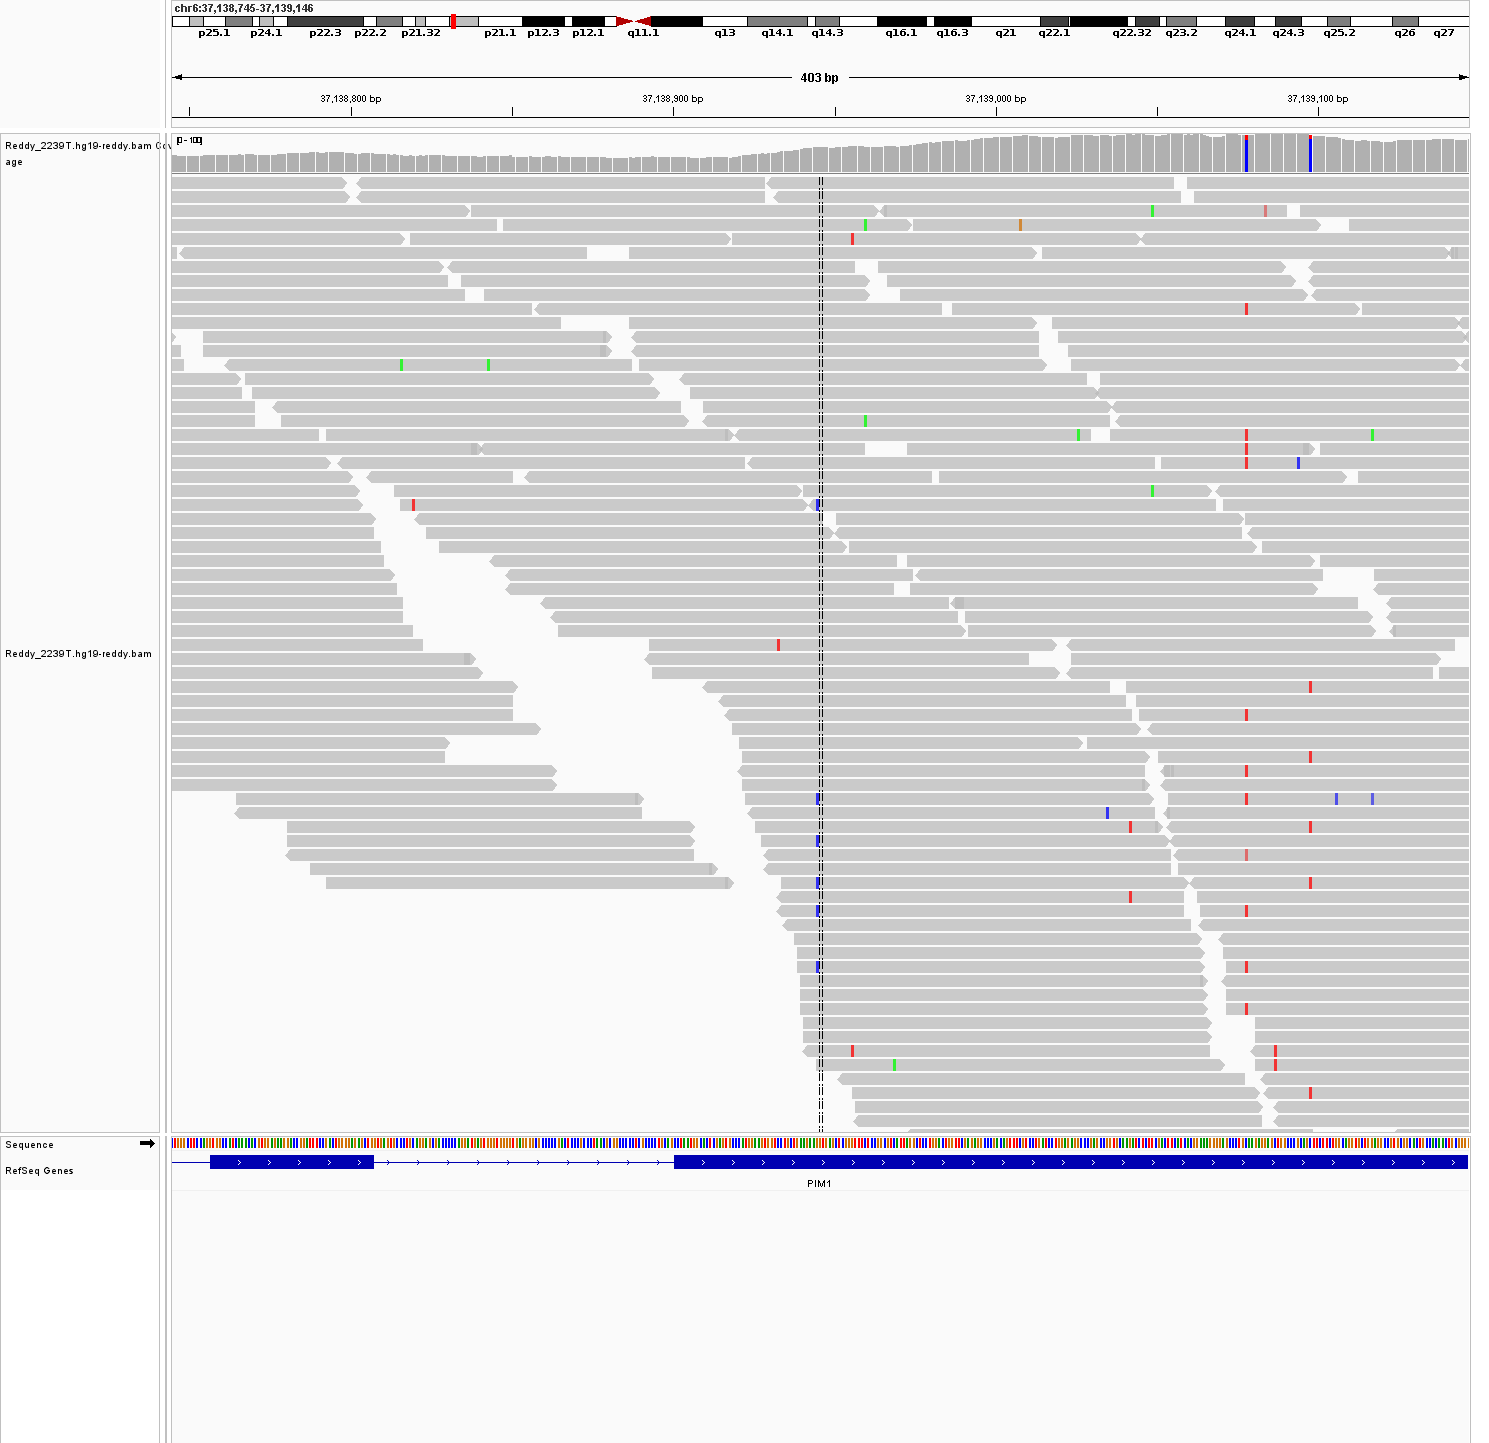 chr6:37,138,745-37,139,146
p25.1 p24.1 p22.3 p22.2 p21.32 p21.1 p12.3 p12.1 q11.1 q13 q14.1 q14.3 q16.1 q16.3 q21 q22.1 q22.32 q23.2 q24.1 q24.3 q25.2 q26 q27
403 bp
37,138,800 bp 37,138,900 bp 37,139,000 bp 37,139,100 bp
Reddy_2239T.hg19-reddy.bam Cov
age
[0 - 100]
Reddy_2239T.hg19-reddy.bam
Sequence
RefSeq Genes
PIM1